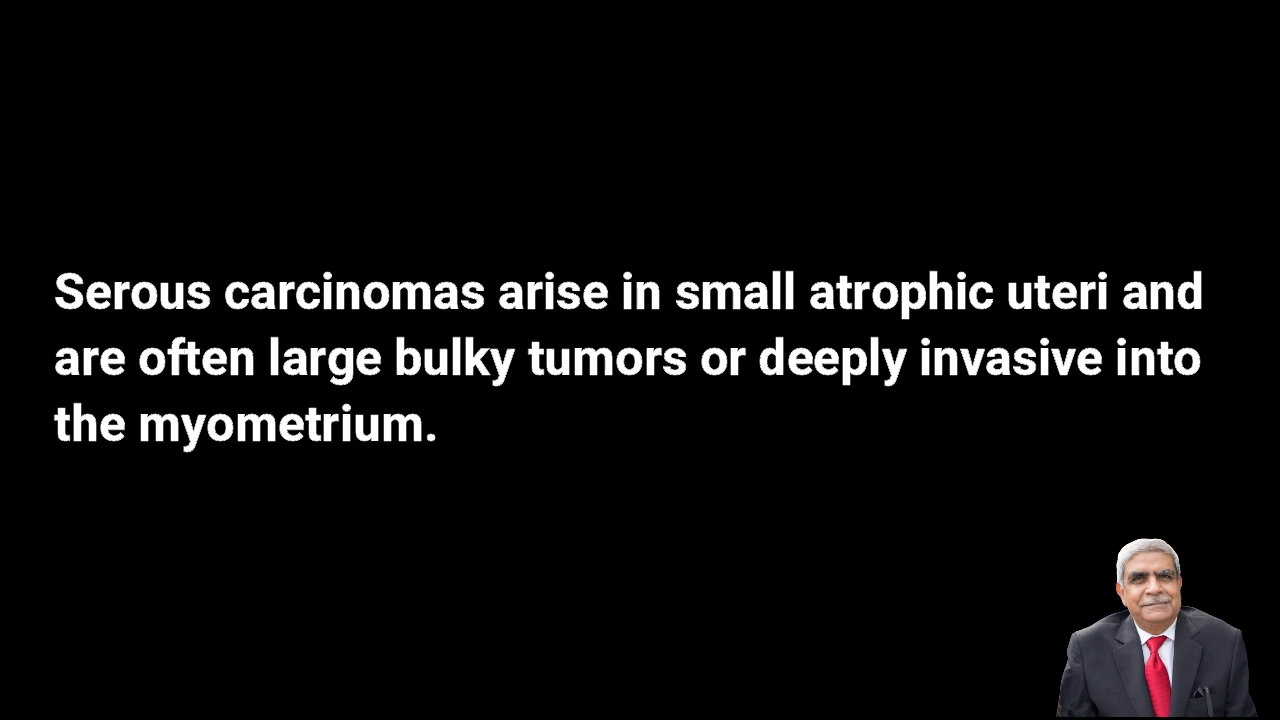 Serous carcinomas arise in small atrophic uteri and
are often large bulky tumors or deeply invasive into
the myometrium.